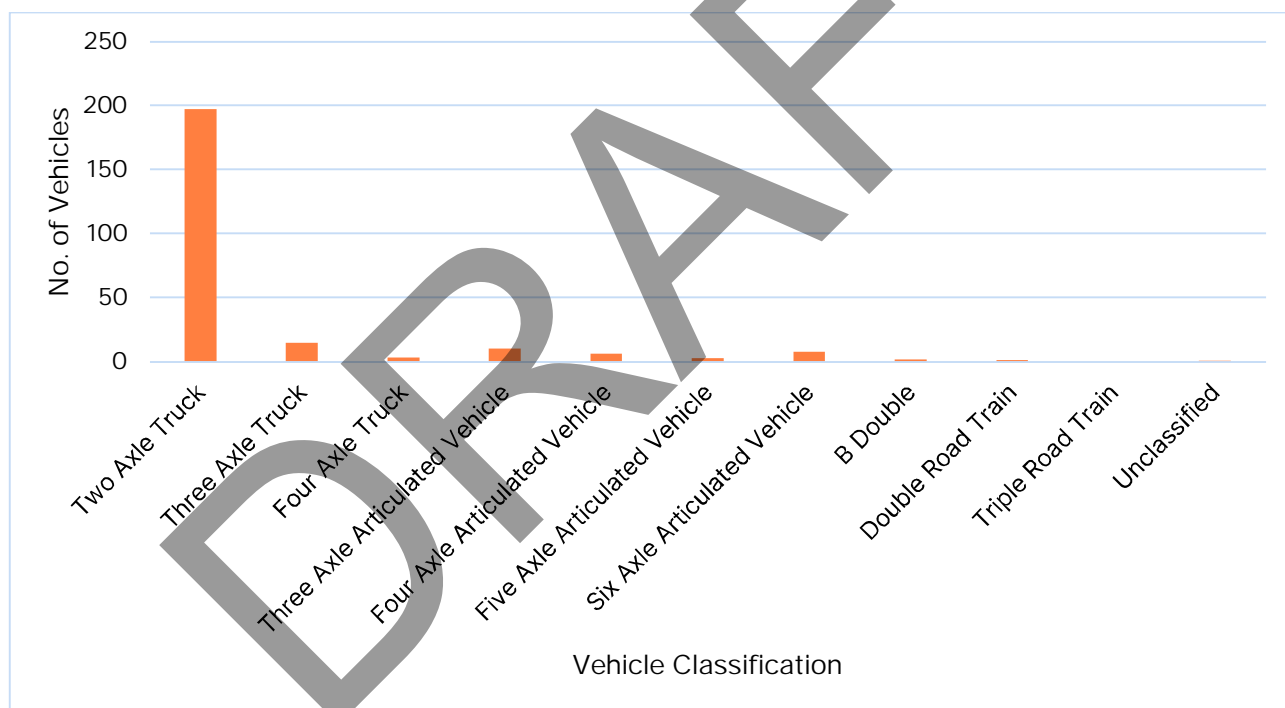 250
200
150
100
50
0
No. of Vehicles
Two Axle Truck
Three Axle Truck
Four Axle Truck
Three Axle Articulated Vehicle
Four Axle Articulated Vehicle
Five Axle Articulated Vehicle
Six Axle Articulated Vehicle
B Double
Double Road Train
Triple Road Train
Unclassified
Vehicle Classification
DRAF